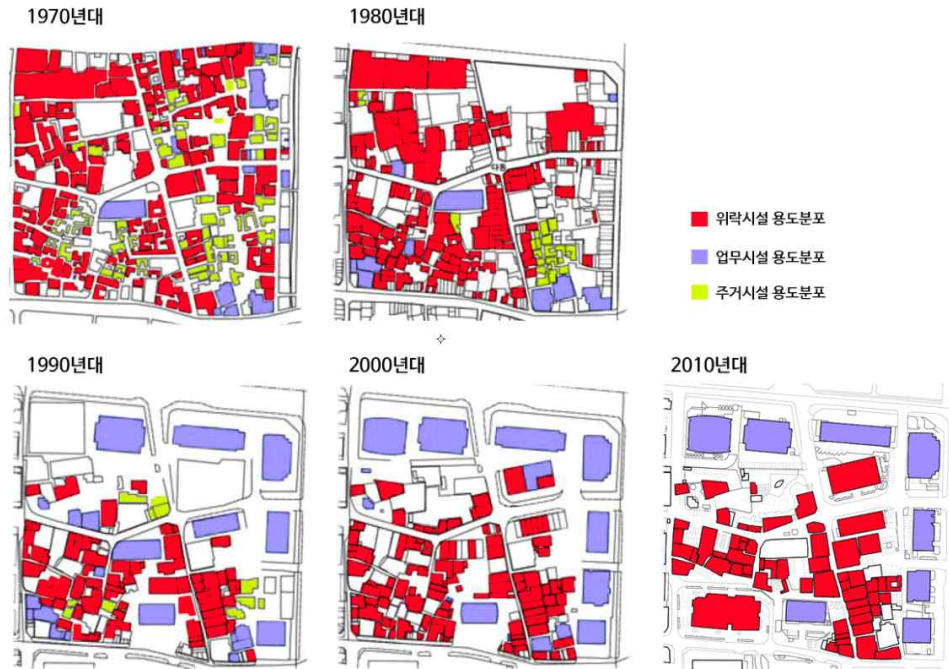 1970년대
1980년대
위락시설 용도분포
업무시설 용도분포
주거시설 용도분포
1990년대
2000년대
2010년대